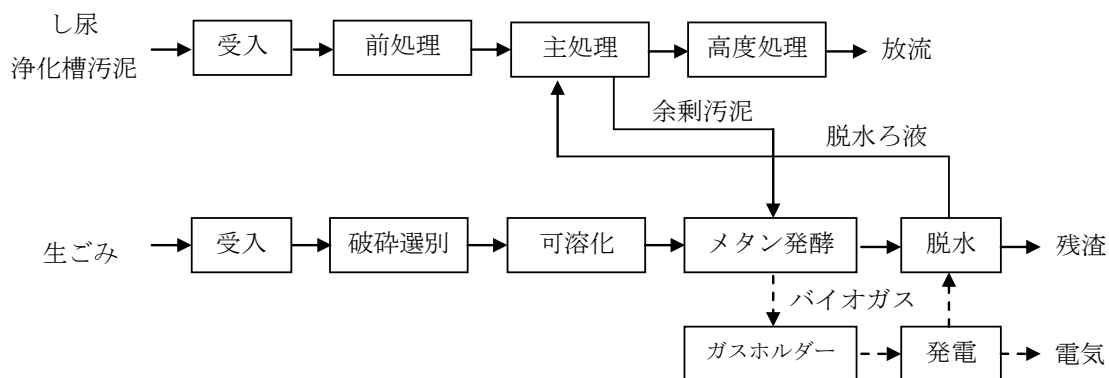 し尿
浄化槽汚泥
受入
前処理
主処理
高度処理
放流
余剰汚泥
脱水ろ液
生ごみ
受入
破砕選別
可溶化
メタン発酵
脱水
残渣
バイオガス
ガスホルダー
発電
電気